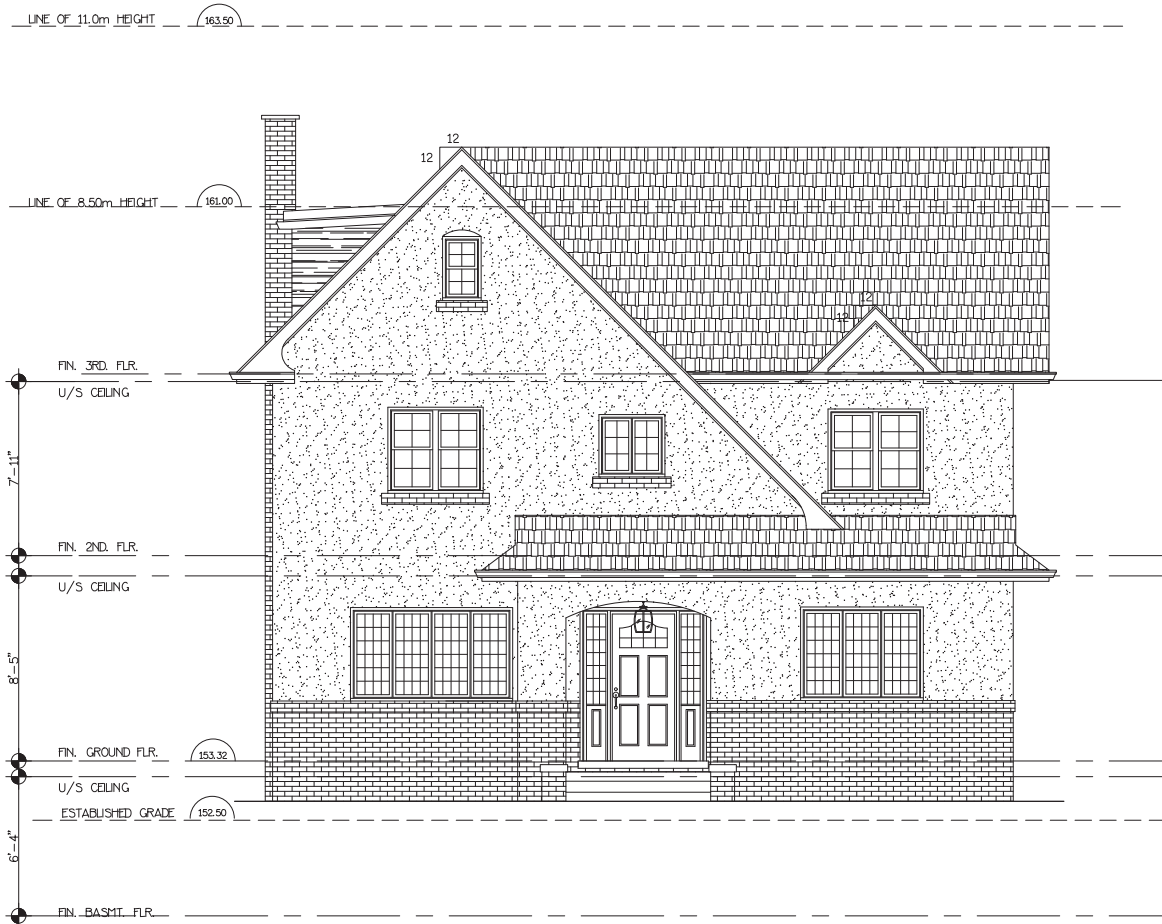 LINE OF 11.0m HEIGHT 163.50
12
12
LINE OF 8.50m HEIGHT 161.00
12
12
FIN. 3RD. FLR.
U/S CEILING
7'-11"
FIN. 2ND. FLR.
U/S CEILING
8'-5"
FIN. GROUND FLR. 153.32
U/S CEILING
ESTABLISHED GRADE 152.50
6'-4"
FIN. BASMT. FLR.